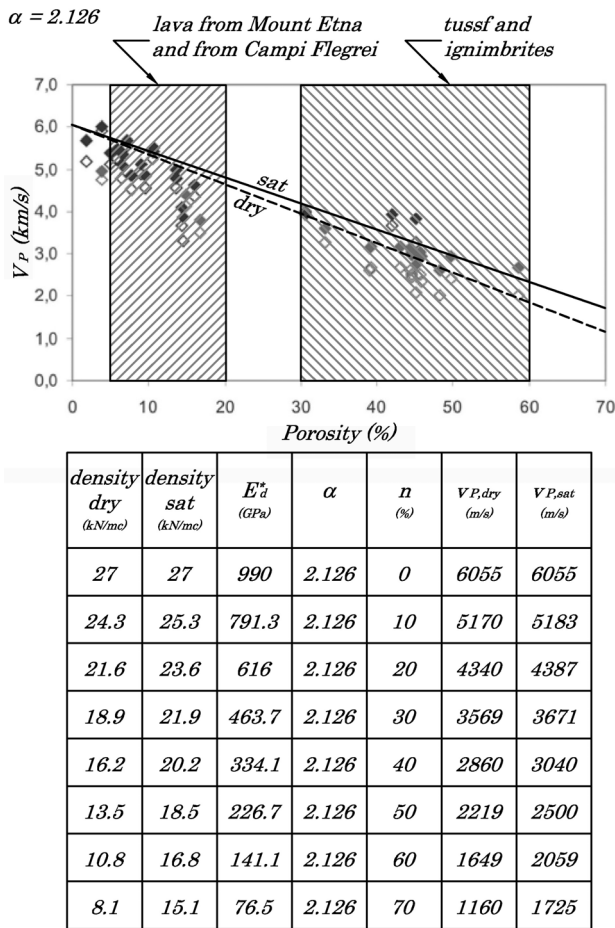 α = 2.126
lava from Mount Etna
and from Campi Flegrei
tussf and
ignimbrites
7,0
6,0
5,0
4,0
3,0
2,0
1,0
0,0
V P (km/s)
sat
dry
0 10 20 30 40 50 60 70
Porosity (%)
density dry (kN/mc) density sat (kN/mc) E*d (GPa) α n (%) V P,dry (m/s) V P,sat (m/s)
27 27 990 2.126 0 6055 6055
24.3 25.3 791.3 2.126 10 5170 5183
21.6 23.6 616 2.126 20 4340 4387
18.9 21.9 463.7 2.126 30 3569 3671
16.2 20.2 334.1 2.126 40 2860 3040
13.5 18.5 226.7 2.126 50 2219 2500
10.8 16.8 141.1 2.126 60 1649 2059
8.1 15.1 76.5 2.126 70 1160 1725